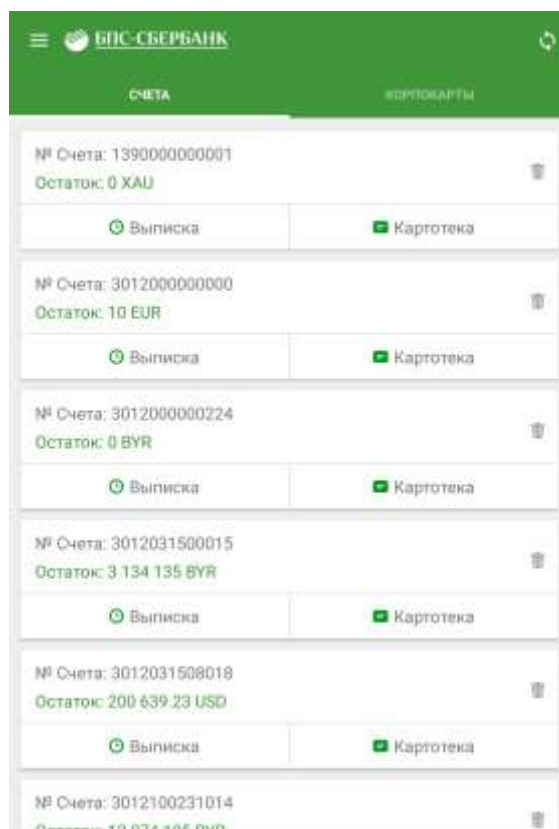 БПС-СБЕРБАНК
СЧЕТА
КОРПОКАРТЫ
№ Счета: 1390000000001
Остаток: 0 XAU
Выписка
Картотека
№ Счета: 3012000000000
Остаток: 10 EUR
Выписка
Картотека
№ Счета: 3012000000224
Остаток: 0 BYR
Выписка
Картотека
№ Счета: 3012031500015
Остаток: 3 134 135 BYR
Выписка
Картотека
№ Счета: 3012031508018
Остаток: 200 639.23 USD
Выписка
Картотека
№ Счета: 3012100231014